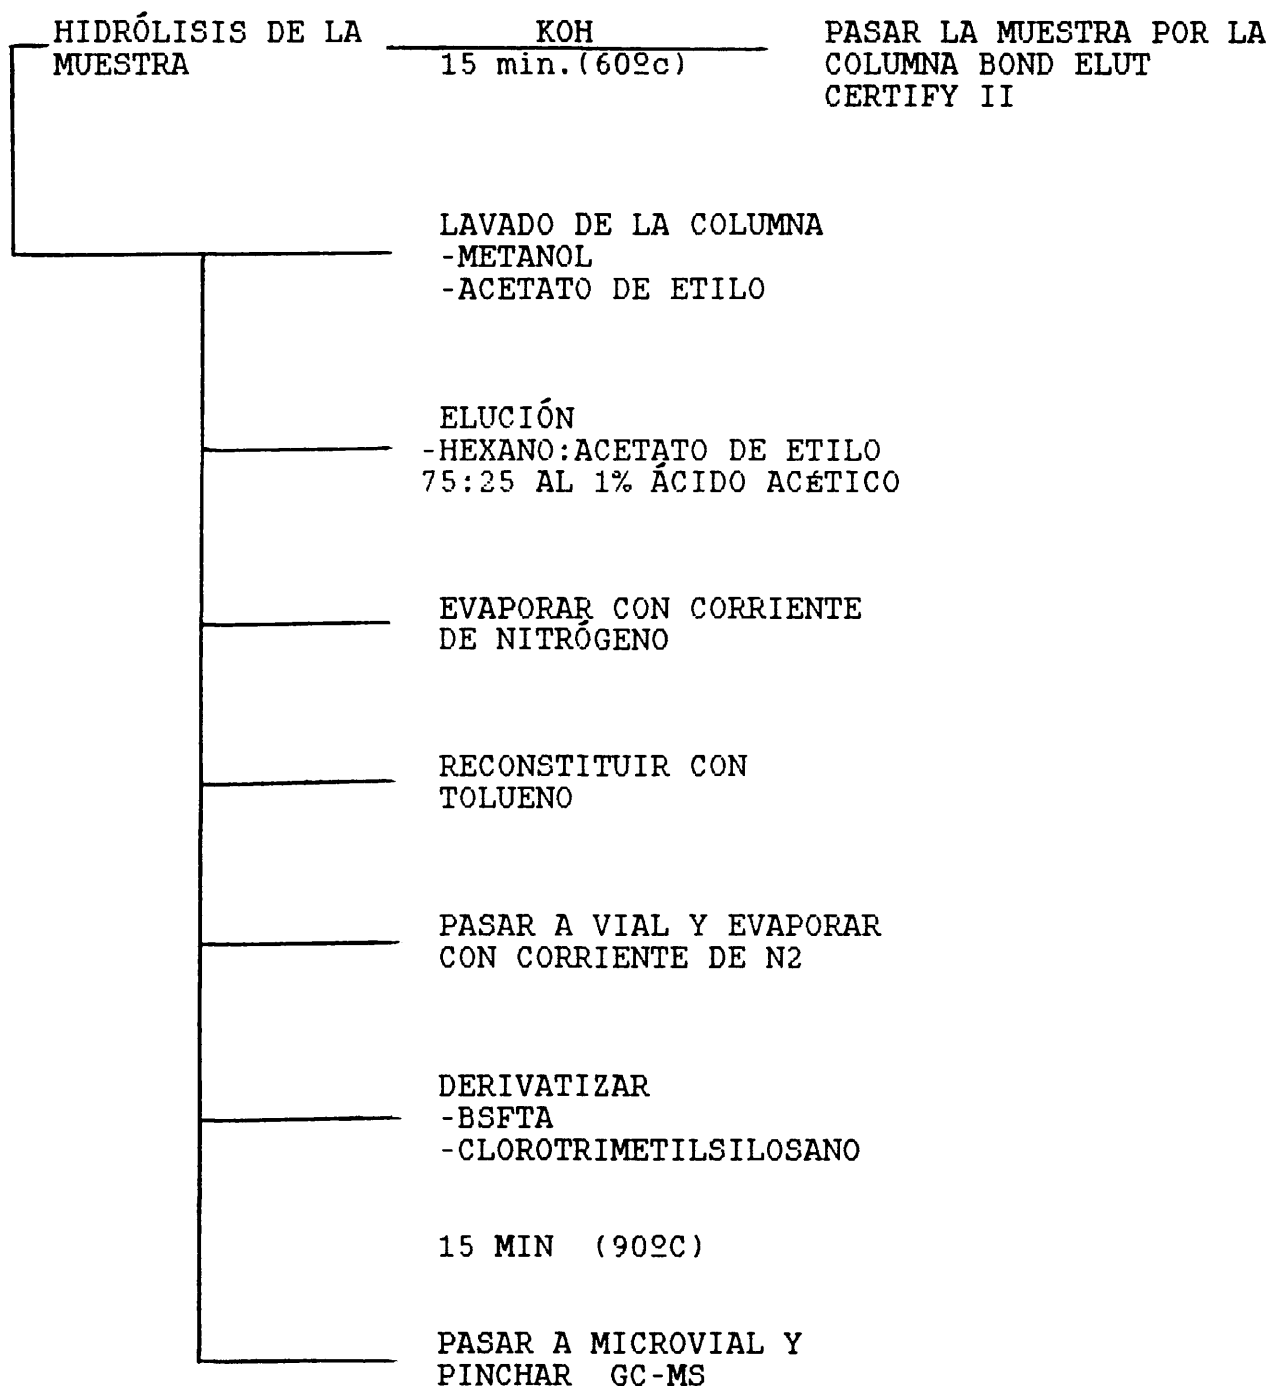 HIDRÓLISIS DE LA
MUESTRA
KOH
15 min.(60ºc)
PASAR LA MUESTRA POR LA
COLUMNA BOND ELUT
CERTIFY II
LAVADO DE LA COLUMNA
-METANOL
-ACETATO DE ETILO
ELUCIÓN
-HEXANO:ACETATO DE ETILO
75:25 AL 1% ÁCIDO ACÉTICO
EVAPORAR CON CORRIENTE
DE NITRÓGENO
RECONSTITUIR CON
TOLUENO
PASAR A VIAL Y EVAPORAR
CON CORRIENTE DE N2
DERIVATIZAR
-BSFTA
-CLOROTRIMETILSILOSANO
15 MIN (90ºC)
PASAR A MICROVIAL Y
PINCHAR GC-MS